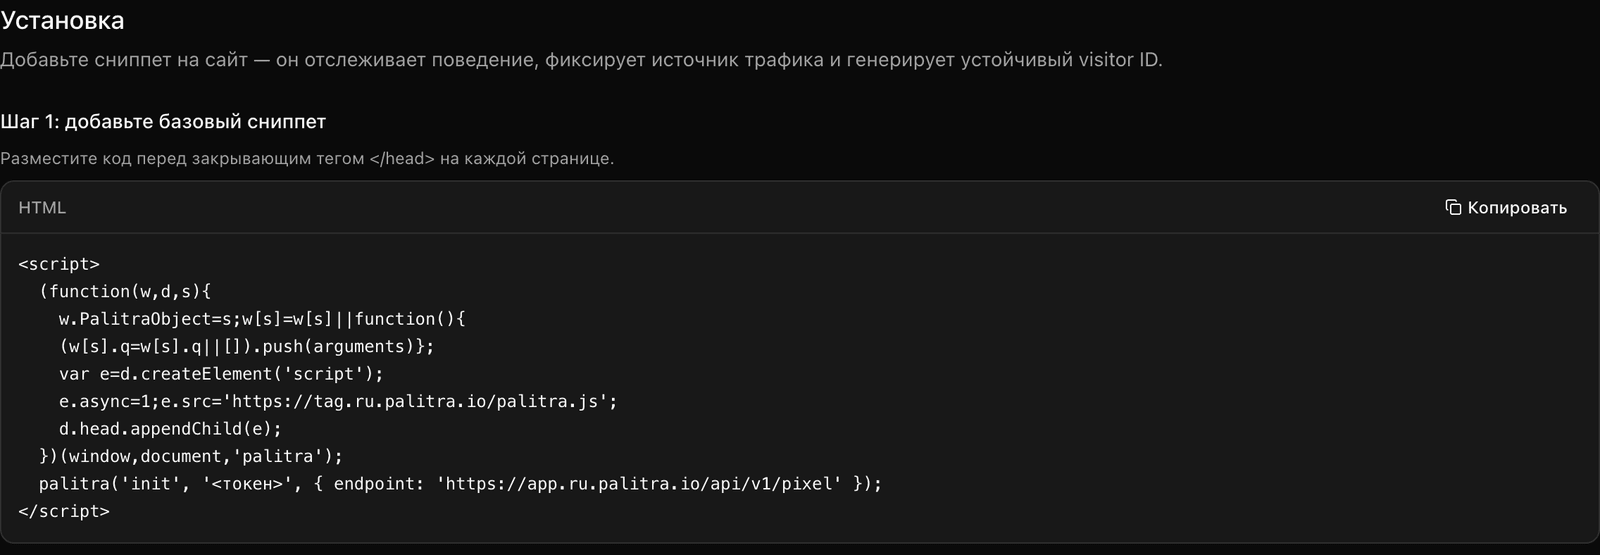 Установка
Добавьте сниппет на сайт — он отслеживает поведение, фиксирует источник трафика и генерирует устойчивый visitor ID.
Шаг 1: добавьте базовый сниппет
Разместите код перед закрывающим тегом </head> на каждой странице.
HTML
Копировать
<script>
  (function(w,d,s){
    w.PalitraObject=s;w[s]=w[s]||function(){
    (w[s].q=w[s].q||[]).push(arguments)};
    var e=d.createElement('script');
    e.async=1;e.src='https://tag.ru.palitra.io/palitra.js';
    d.head.appendChild(e);
  })(window,document,'palitra');
  palitra('init', '<токен>', { endpoint: 'https://app.ru.palitra.io/api/v1/pixel' });
</script>